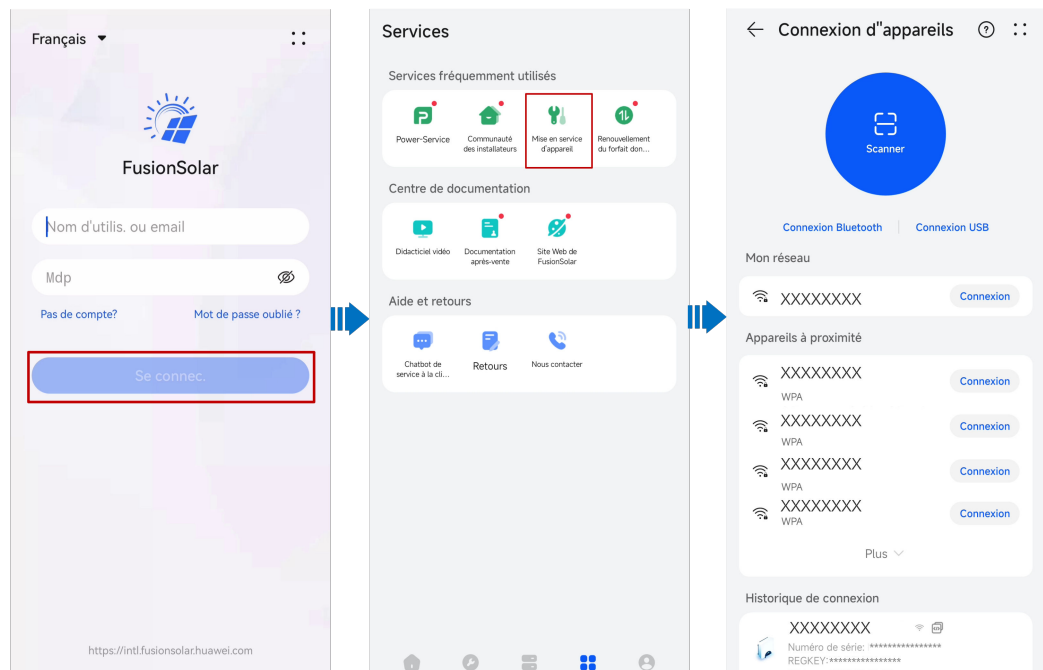 Français
FusionSolar
Nom d'utilis. ou email
Mdp
Pas de compte?
Mot de passe oublié ?
Se connec.
https://intl.fusionsolar.huawei.com
Services
Services fréquemment utilisés
Power-Service
Communauté
des installateurs
Mise en service
d'appareil
Renouvellement
du forfait don...
Centre de documentation
Didacticiel vidéo
Documentation
après-vente
Site Web de
FusionSolar
Aide et retours
Chatbot de
service à la cli...
Retours
Nous contacter
Connexion d"appareils
Scanner
Connexion Bluetooth
Connexion USB
Mon réseau
XXXXXXXX
Connexion
Appareils à proximité
XXXXXXXX
WPA
Connexion
XXXXXXXX
WPA
Connexion
XXXXXXXX
WPA
Connexion
XXXXXXXX
WPA
Connexion
Plus
Historique de connexion
XXXXXXXX
Numéro de série: ****************
REGKEY:****************